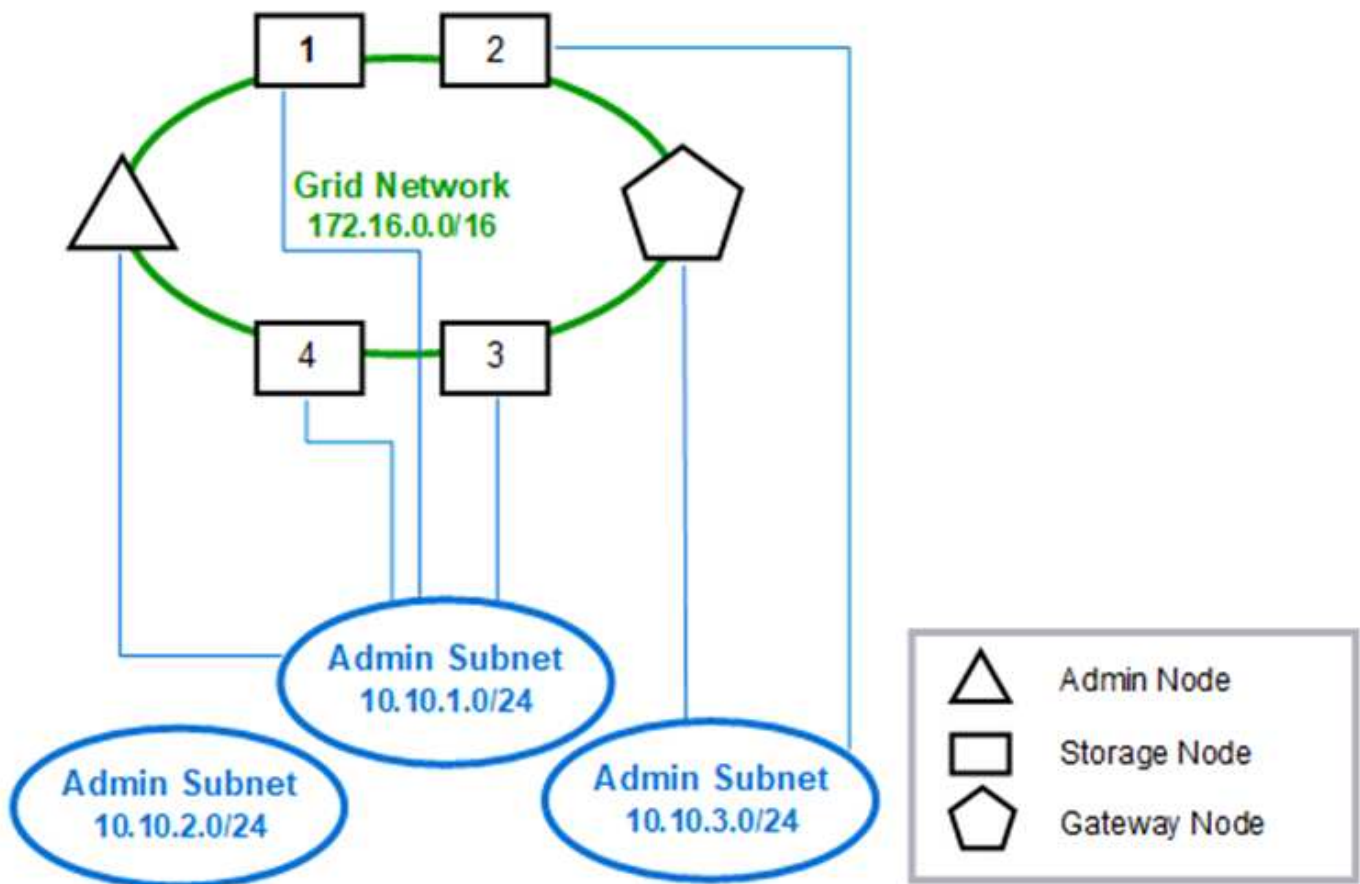 1
2
Grid Network
172.16.0.0/16
4
3
Admin Subnet
10.10.1.0/24
Admin Subnet
10.10.2.0/24
Admin Subnet
10.10.3.0/24
Admin Node
Storage Node
Gateway Node